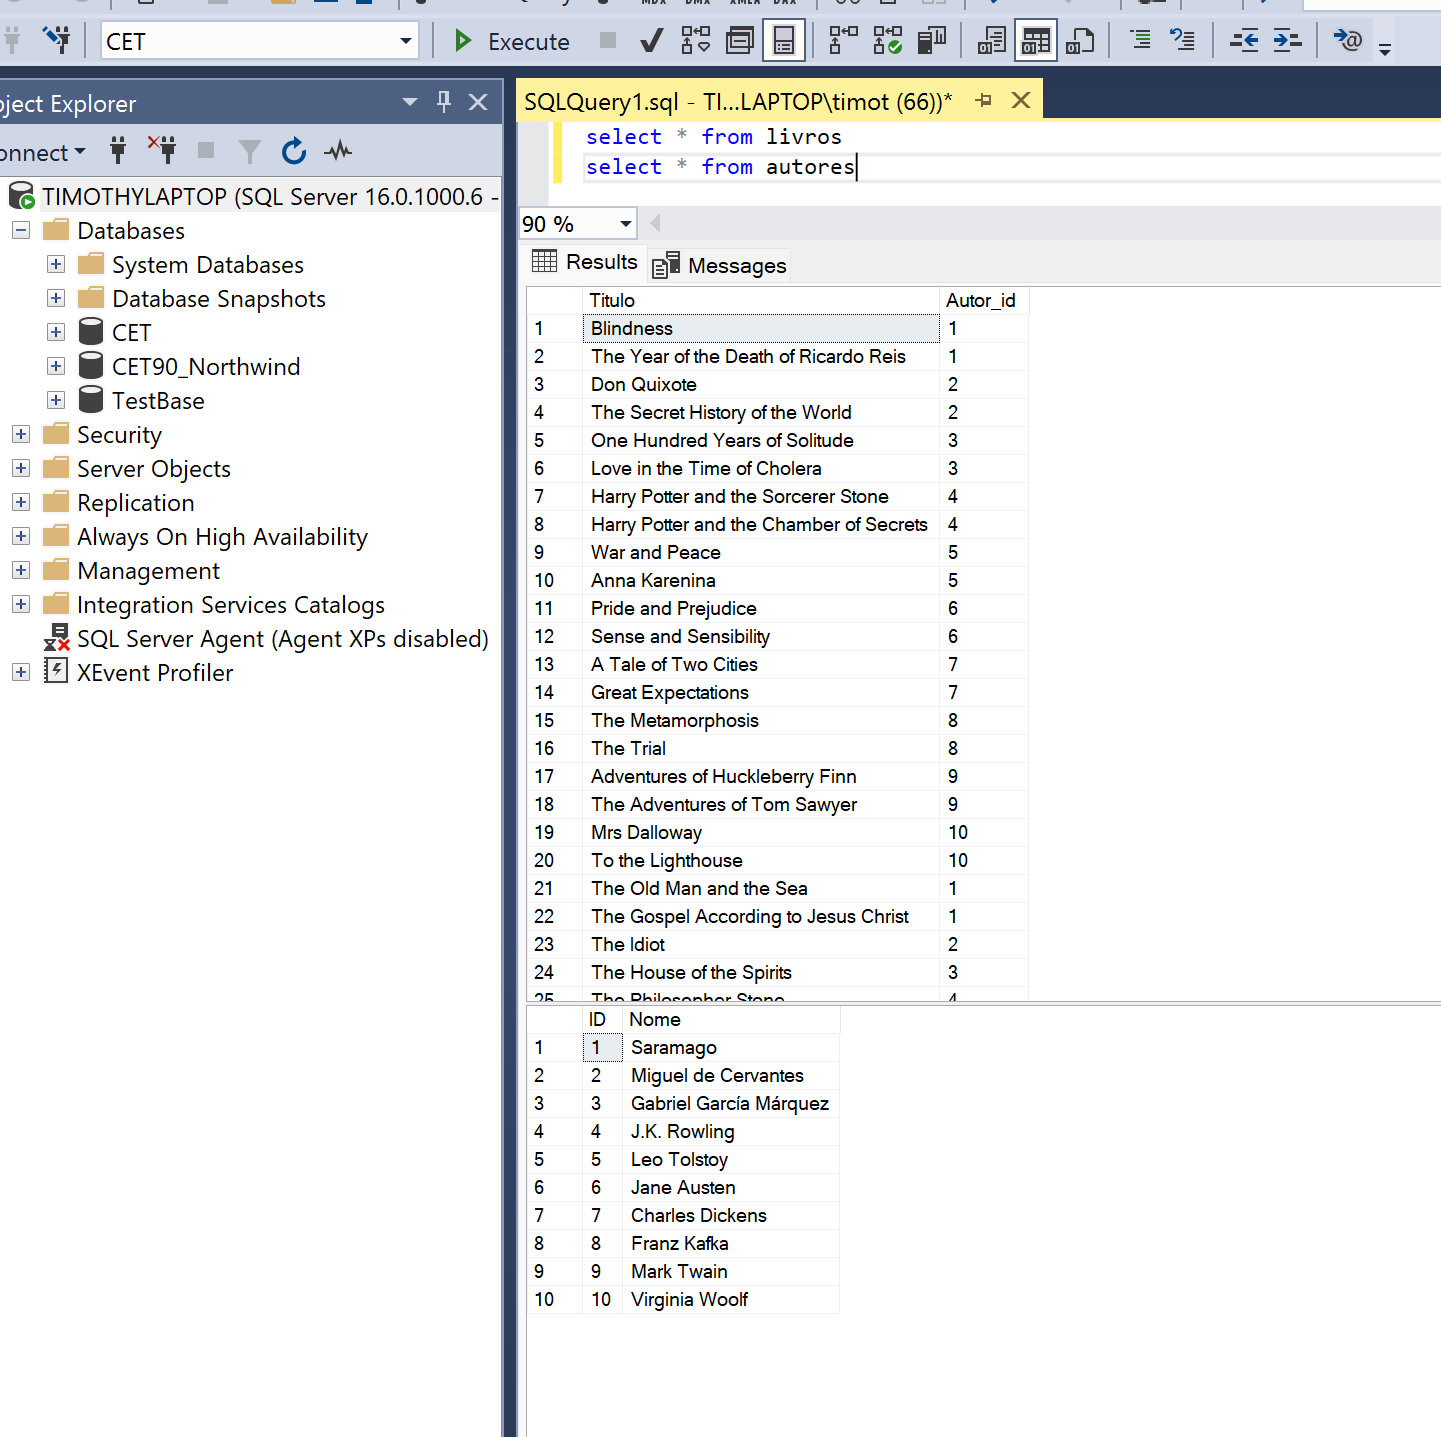 CET
Execute
ject Explorer
onnect
TIMOTHYLAPTOP (SQL Server 16.0.1000.6 -
Databases
System Databases
Database Snapshots
CET
CET90_Northwind
TestBase
Security
Server Objects
Replication
Always On High Availability
Management
Integration Services Catalogs
SQL Server Agent (Agent XPs disabled)
XEvent Profiler
SQLQuery1.sql - TI...LAPTOP\timot (66))*
select * from livros
select * from autores
90 %
Results Messages
Titulo Autor_id
1 Blindness 1
2 The Year of the Death of Ricardo Reis 1
3 Don Quixote 2
4 The Secret History of the World 2
5 One Hundred Years of Solitude 3
6 Love in the Time of Cholera 3
7 Harry Potter and the Sorcerer Stone 4
8 Harry Potter and the Chamber of Secrets 4
9 War and Peace 5
10 Anna Karenina 5
11 Pride and Prejudice 6
12 Sense and Sensibility 6
13 A Tale of Two Cities 7
14 Great Expectations 7
15 The Metamorphosis 8
16 The Trial 8
17 Adventures of Huckleberry Finn 9
18 The Adventures of Tom Sawyer 9
19 Mrs Dalloway 10
20 To the Lighthouse 10
21 The Old Man and the Sea 1
22 The Gospel According to Jesus Christ 1
23 The Idiot 2
24 The House of the Spirits 3
25 The Philosopher Stone 4
ID Nome
1 1 Saramago
2 2 Miguel de Cervantes
3 3 Gabriel García Márquez
4 4 J.K. Rowling
5 5 Leo Tolstoy
6 6 Jane Austen
7 7 Charles Dickens
8 8 Franz Kafka
9 9 Mark Twain
10 10 Virginia Woolf